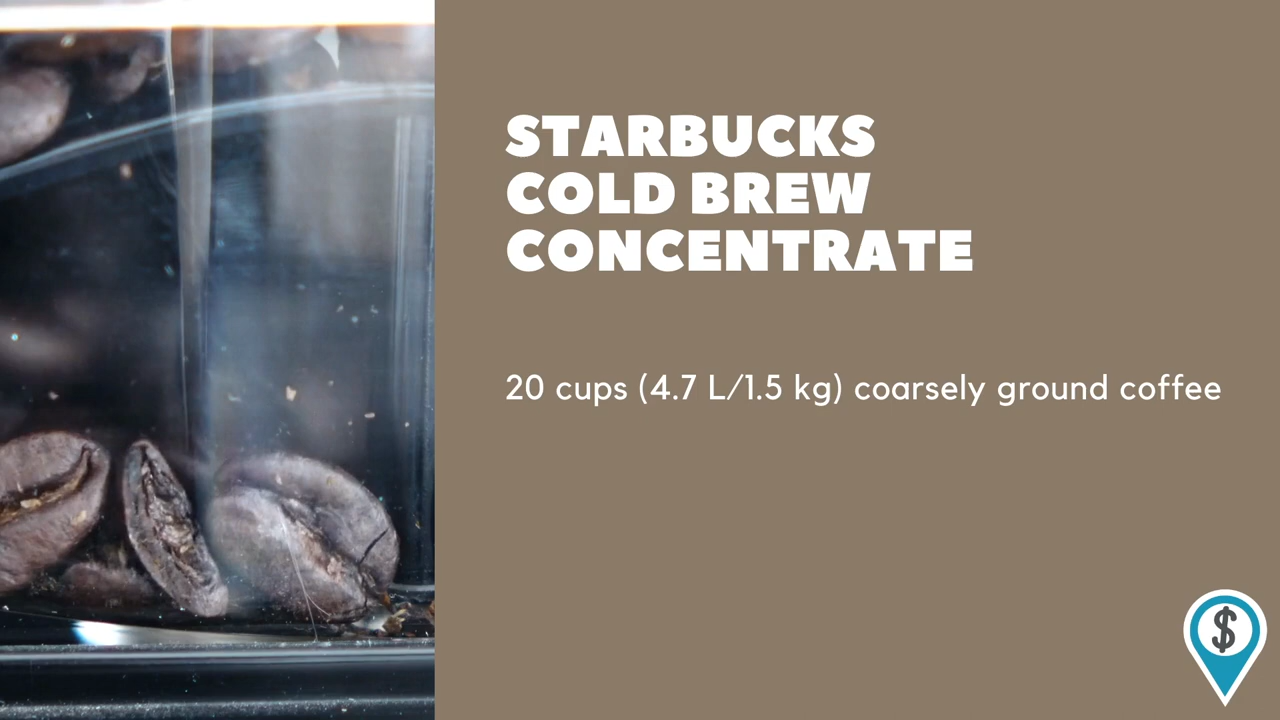 STARBUCKS
COLD BREW
CONCENTRATE
20 cups (4.7 L/1.5 kg) coarsely ground coffee
$